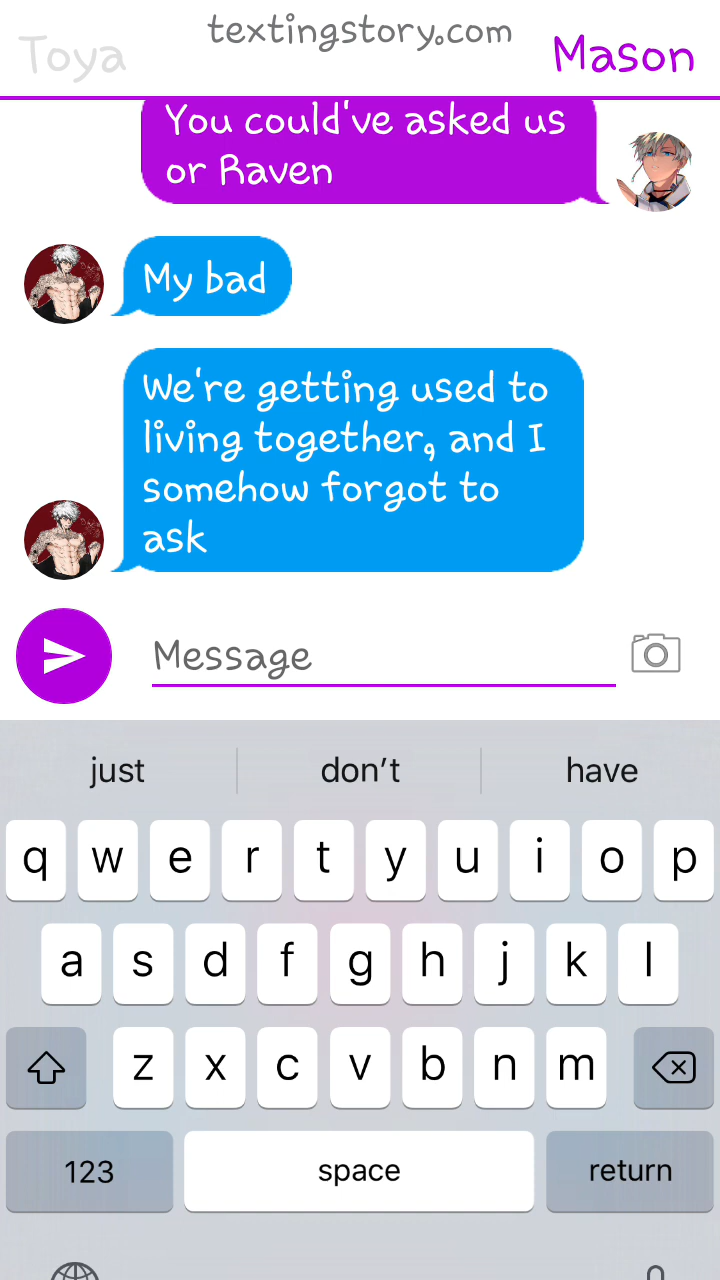 textingstory.com
Toya
Mason
You could've asked us
or Raven
My bad
We're getting used to
living together, and I
somehow forgot to
ask
Message
just don't have
q w e r t y u i o p
a s d f g h j k l
z x c v b n m
123 space return